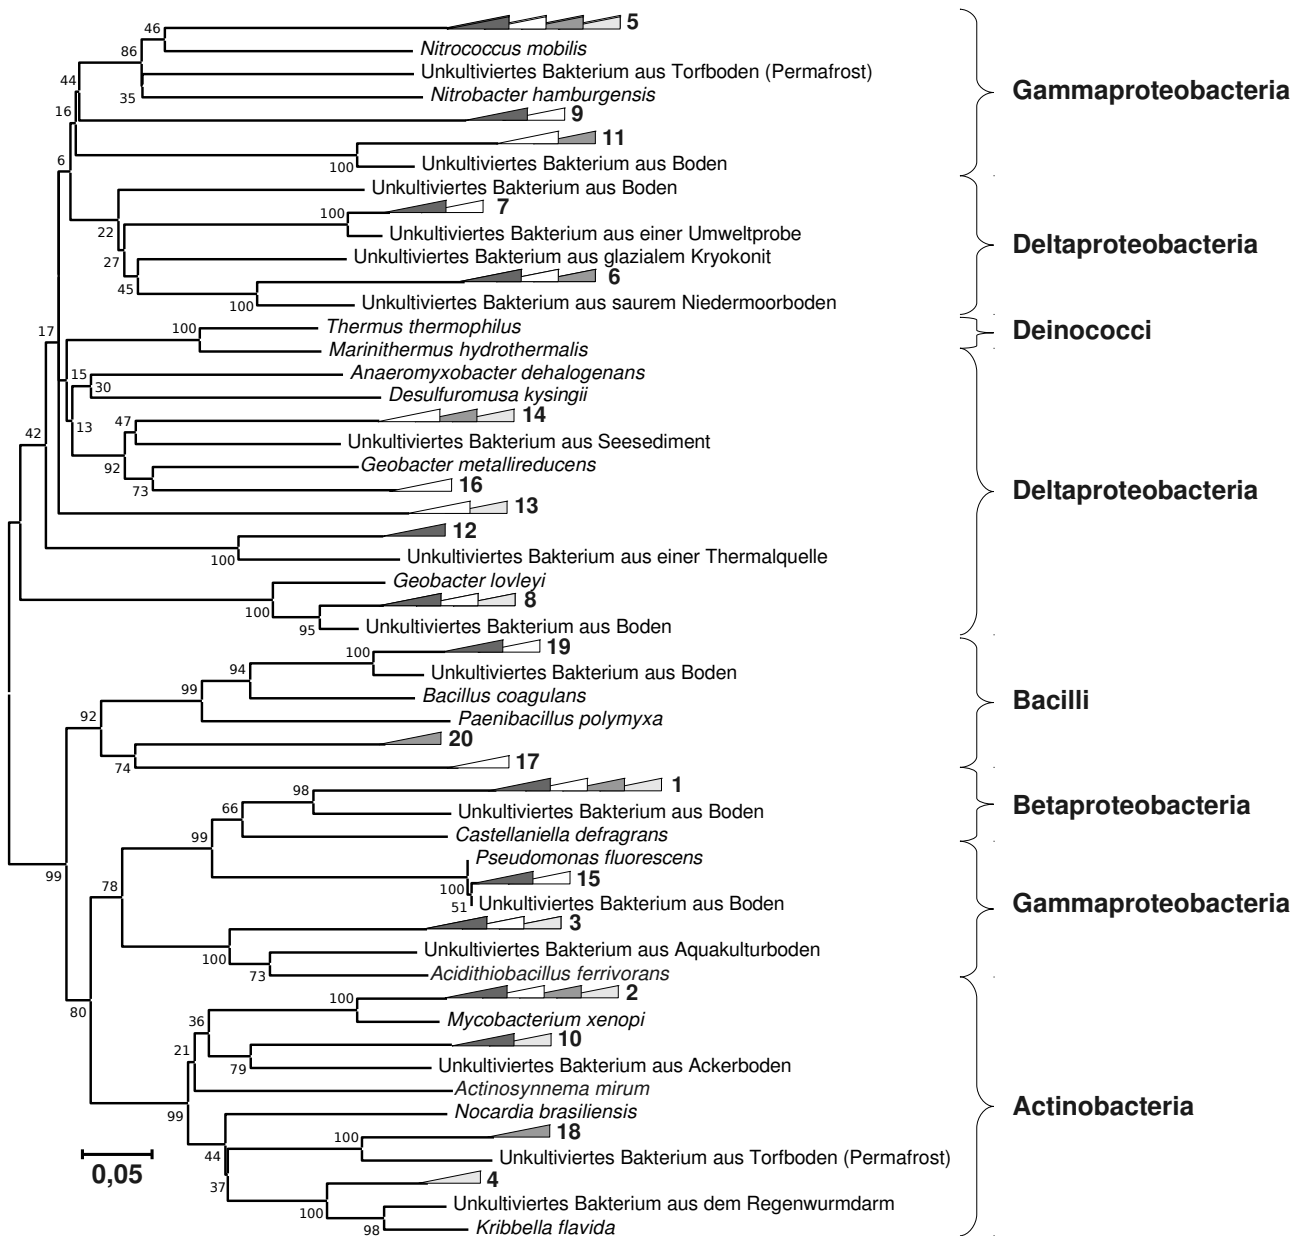 46 5
86 Nitrococcus mobilis
44 Unkultiviertes Bakterium aus Torfboden (Permafrost)
35 Nitrobacter hamburgensis
16 9
Gammaproteobacteria
11
6 100 Unkultiviertes Bakterium aus Boden
Unkultiviertes Bakterium aus Boden
100 7
22 Unkultiviertes Bakterium aus einer Umweltprobe
Deltaproteobacteria
27 Unkultiviertes Bakterium aus glazialem Kryokonit
45 6
100 Unkultiviertes Bakterium aus saurem Niedermoorboden
17 100 Thermus thermophilus
Deinococci
Marinithermus hydrothermalis
15 Anaeromyxobacter dehalogenans
30 Desulfuromusa kysingii
13 47 14
42 Unkultiviertes Bakterium aus Seesediment
92 Geobacter metallireducens
73 16
Deltaproteobacteria
13
12
100 Unkultiviertes Bakterium aus einer Thermalquelle
Geobacter lovleyi
100 8
95 Unkultiviertes Bakterium aus Boden
100 19
94 Unkultiviertes Bakterium aus Boden
99 Bacillus coagulans
Bacilli
92 Paenibacillus polymyxa
20
74 17
98 1
66 Unkultiviertes Bakterium aus Boden
Betaproteobacteria
99 Castellaniella defragrans
Pseudomonas fluorescens
99 78 100 15
51 Unkultiviertes Bakterium aus Boden
Gammaproteobacteria
3
100 Unkultiviertes Bakterium aus Aquakulturboden
73 Acidithiobacillus ferrivorans
100 2
80 36 Mycobacterium xenopi
21 10
79 Unkultiviertes Bakterium aus Ackerboden
Actinosynnema mirum
99 Nocardia brasiliensis
Actinobacteria
100 18
44 Unkultiviertes Bakterium aus Torfboden (Permafrost)
0,05
37 4
100 Unkultiviertes Bakterium aus dem Regenwurmdarm
98 Kribbella flavida